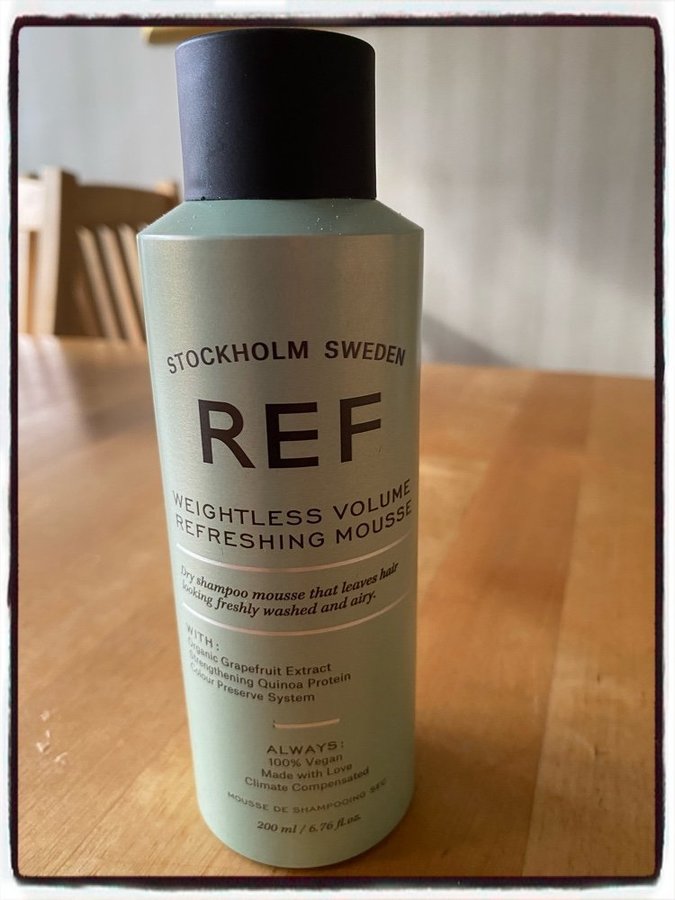 STOCKHOLM SWEDEN
REF
WEIGHTLESS VOLUME
REFRESHING MOUSSE
Dry shampoo mousse that leaves hair
looking freshly washed and airy.
WITH:
Organic Grapefruit Extract
Strengthening Quinoa Protein
Colour Preserve System
ALWAYS:
100% Vegan
Made with Love
Climate Compensated
MOUSSE DE SHAMPOOING SEC
200 ml / 6.76 fl.oz.